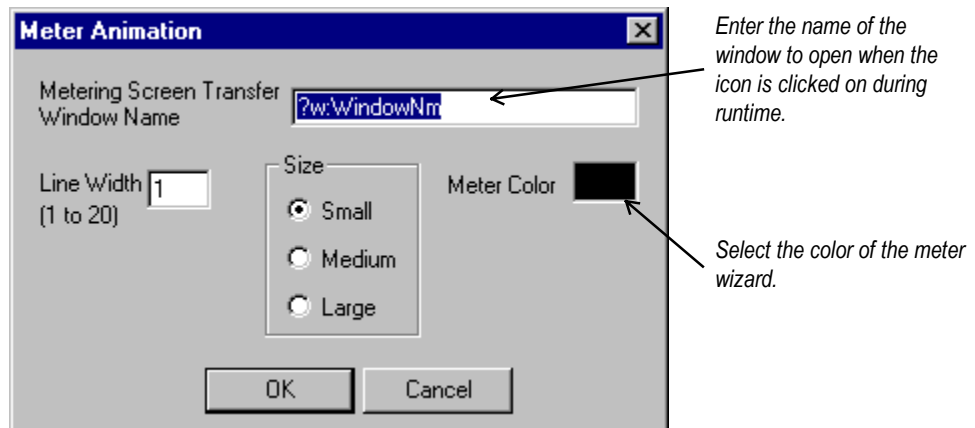 Meter Animation
Enter the name of the
window to open when the
icon is clicked on during
runtime.
Metering Screen Transfer
Window Name
?w:WindowNm
Line Width
(1 to 20)
1
Size
Small
Medium
Large
Meter Color
Select the color of the meter
wizard.
OK
Cancel